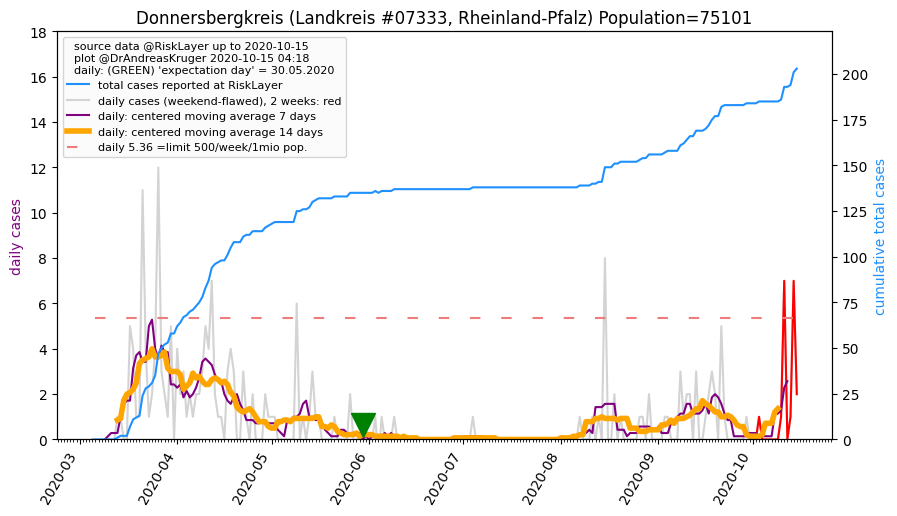 Donnersbergkreis (Landkreis #07333, Rheinland-Pfalz) Population=75101
source data @RiskLayer up to 2020-10-15
plot @DrAndreasKruger 2020-10-15 04:18
daily: (GREEN) 'expectation day' = 30.05.2020
total cases reported at RiskLayer
daily cases (weekend-flawed), 2 weeks: red
daily: centered moving average 7 days
daily: centered moving average 14 days
daily 5.36 =limit 500/week/1mio pop.
daily cases
18
16
14
12
10
8
6
4
2
0
cumulative total cases
200
175
150
125
100
75
50
25
0
2020-03
2020-04
2020-05
2020-06
2020-07
2020-08
2020-09
2020-10